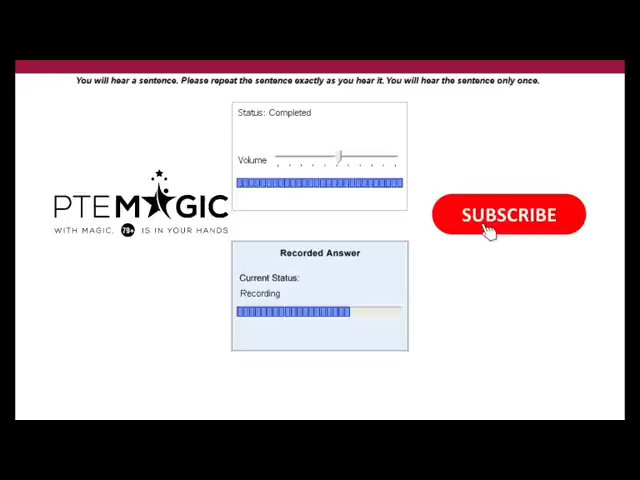 You will hear a sentence. Please repeat the sentence exactly as you hear it. You will hear the sentence only once.
Status: Completed
Volume
PTEMAGIC
WITH MAGIC, 79+ IS IN YOUR HANDS
SUBSCRIBE
Recorded Answer
Current Status:
Recording